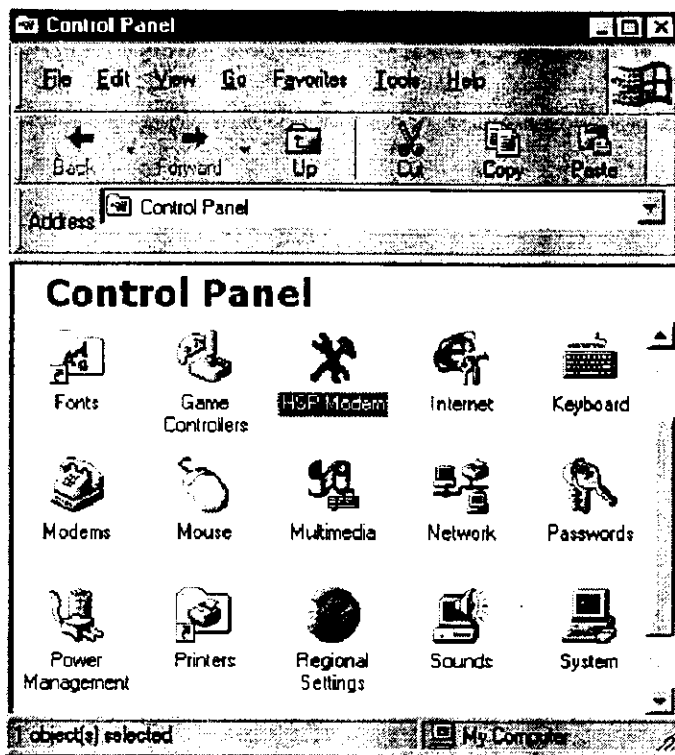 Control Panel
File Edit View Go Favorites Tools Help
Back Forward Up Cut Copy Paste
Address Control Panel
Control Panel
Fonts Game Controllers HSP Modem Internet Keyboard
Modems Mouse Multimedia Network Passwords
Power Management Printers Regional Settings Sounds System
1 object(s) selected My Computer